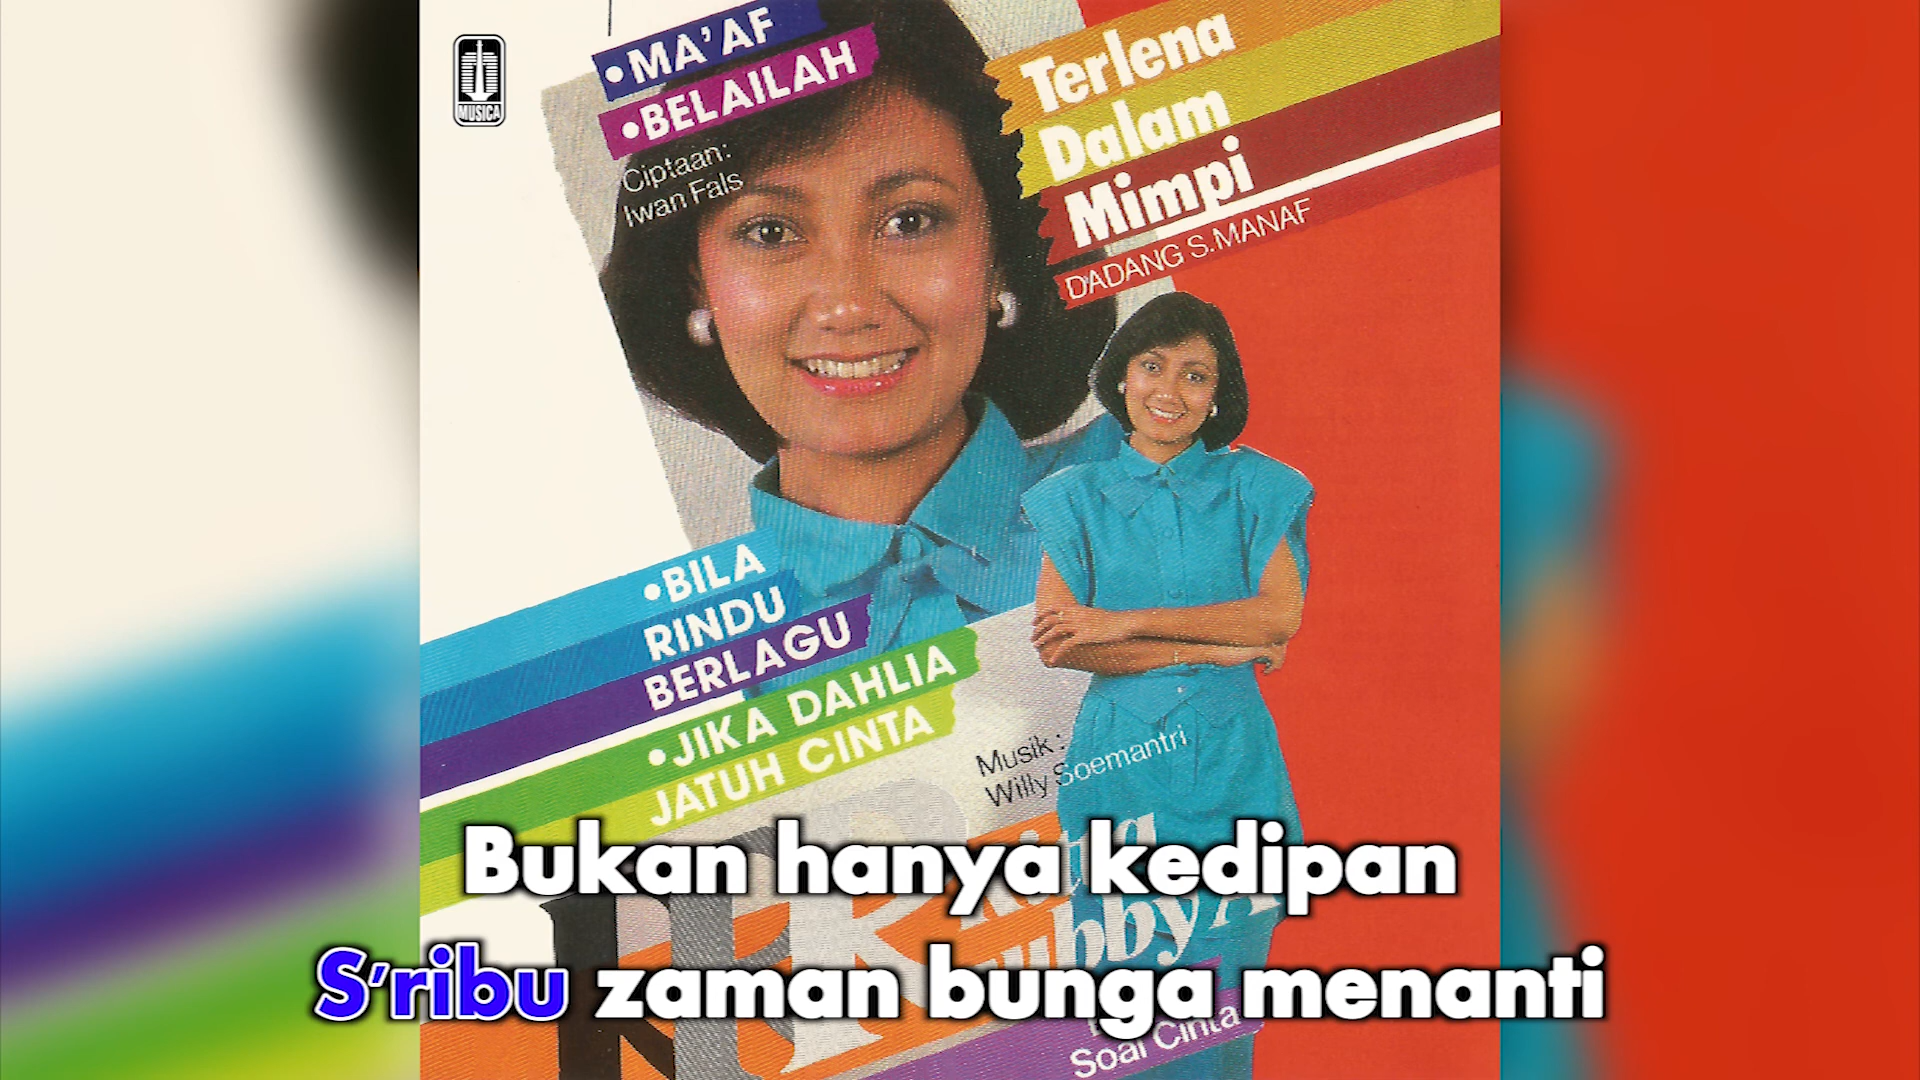 MUSICA
•MA'AF
•BELAILAH
Ciptaan:
Iwan Fals
Terlena
Dalam
Mimpi
DADANG S.MANAF
•BILA
RINDU
BERLAGU
•JIKA DAHLIA
JATUH CINTA
Musik :
Willy Soemantri
Bukan hanya kedipan
S'ribu zaman bunga menanti
Soal Cinta